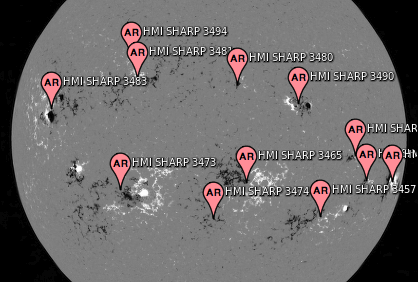 AR HMI SHARP 3494
AR HMI SHARP 3481
AR HMI SHARP 3480
AR HMI SHARP 3483
AR HMI SHARP 3490
AR HMI SHAR
AR
AR
AR HMI SHARP 3465
AR HMI SHARP 3473
AR HMI SHARP 3474
AR HMI SHARP 3457